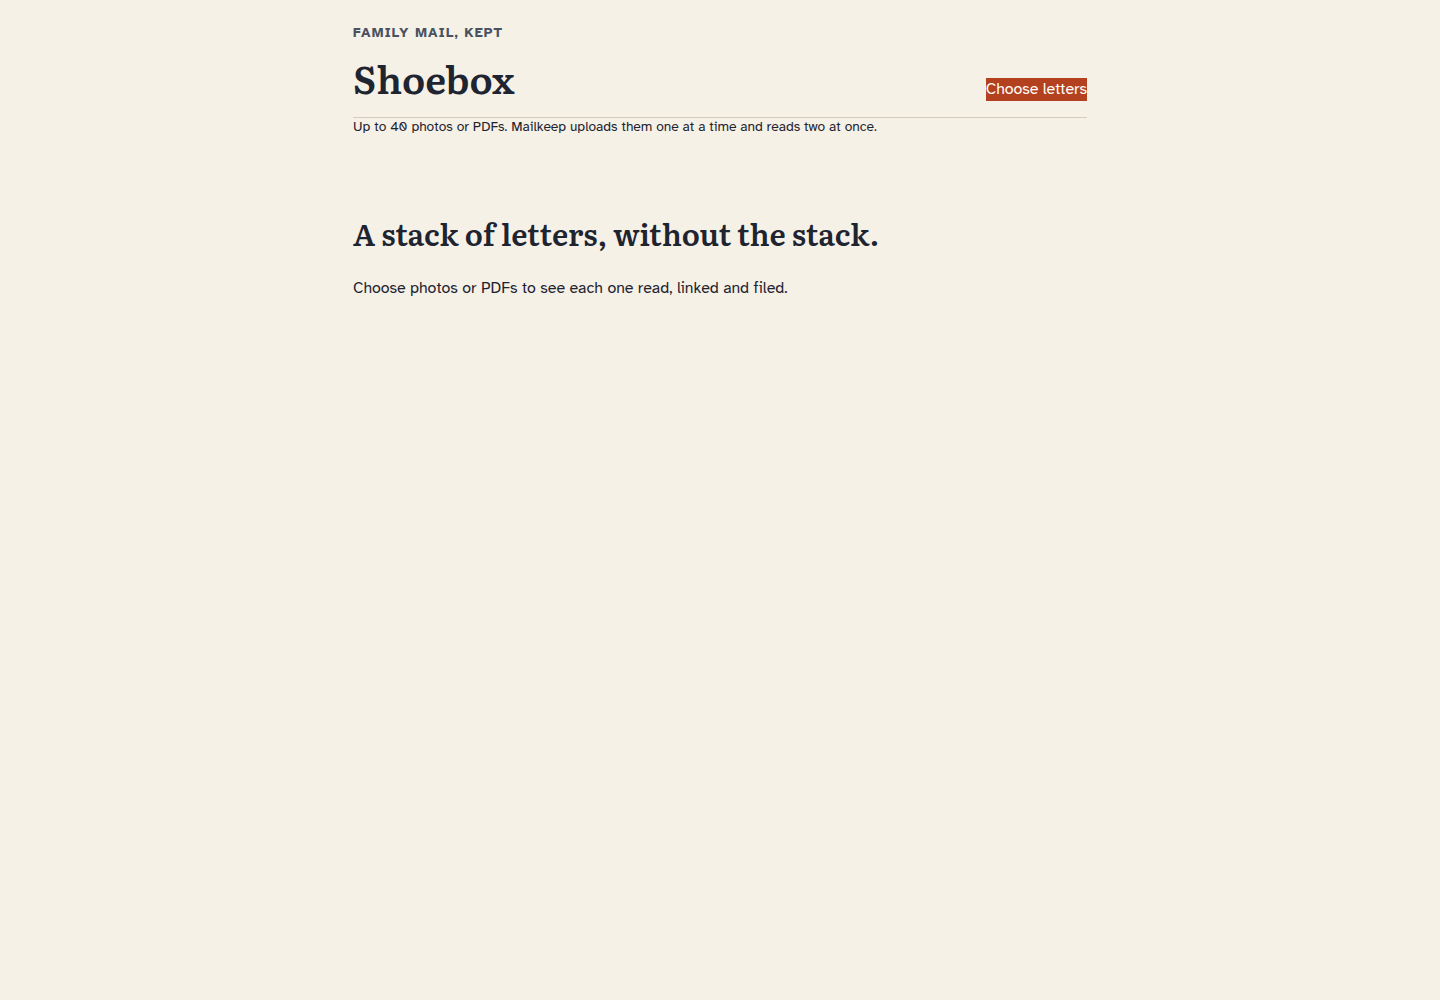 FAMILY MAIL, KEPT
Shoebox
Choose letters
Up to 40 photos or PDFs. Mailkeep uploads them one at a time and reads two at once.
A stack of letters, without the stack.
Choose photos or PDFs to see each one read, linked and filed.